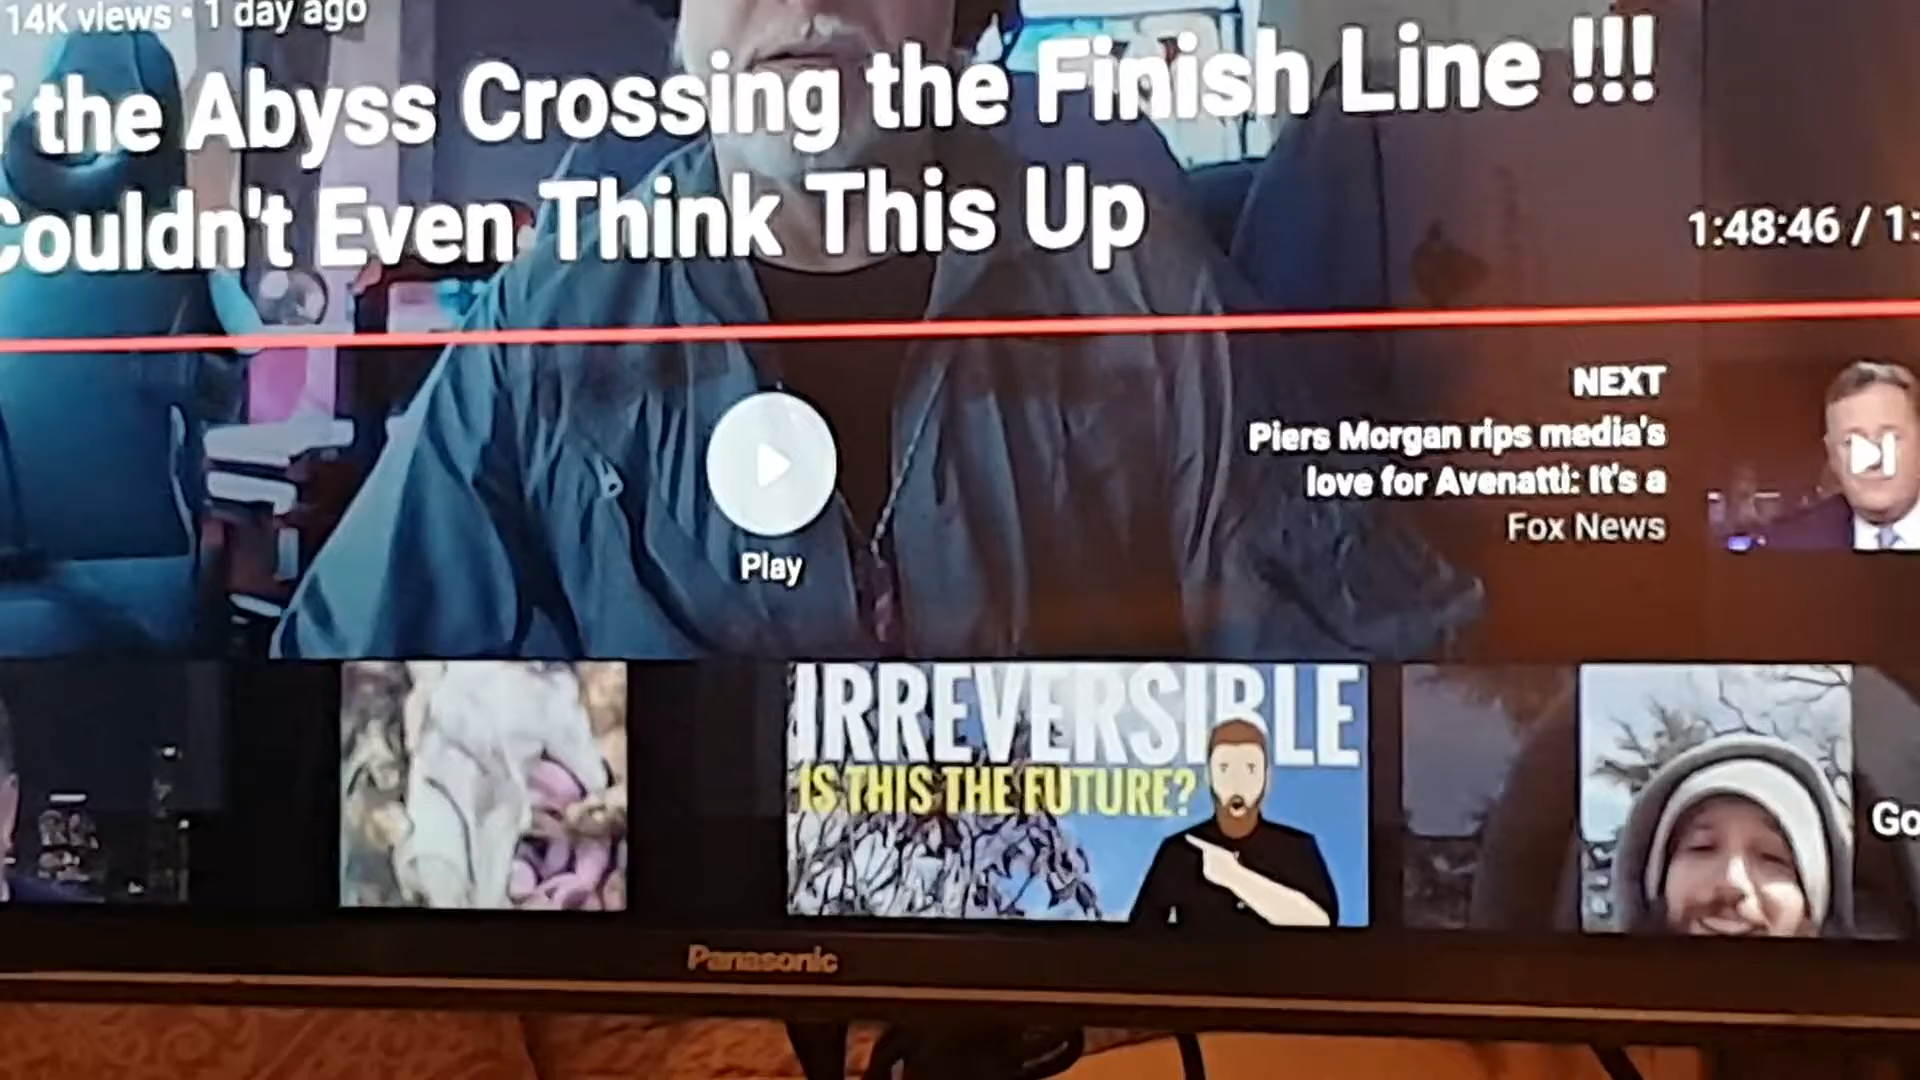 14K views • 1 day ago
f the Abyss Crossing the Finish Line !!!
Couldn't Even Think This Up
1:48:46 / 1:
NEXT
Piers Morgan rips media's
love for Avenatti: It's a
Fox News
Play
IRREVERSIBLE
IS THIS THE FUTURE?
Go
Panasonic